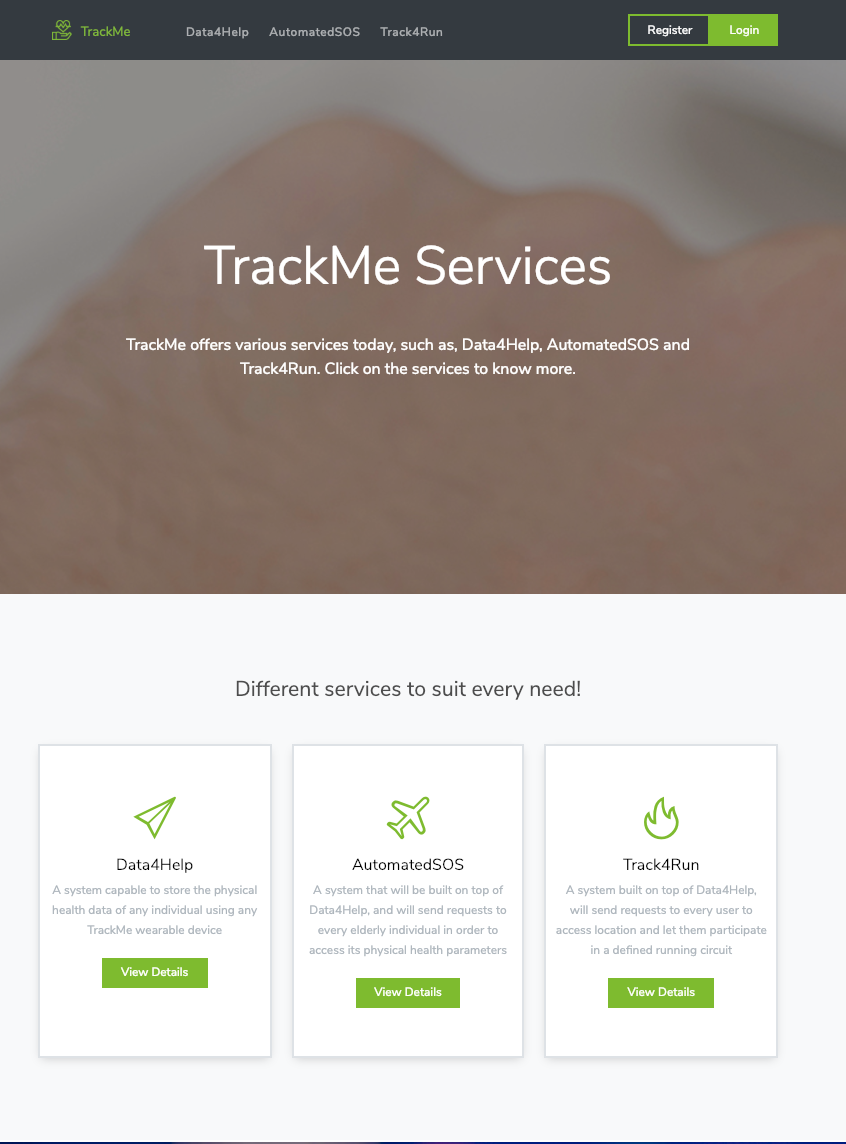 TrackMe
Data4Help
AutomatedSOS
Track4Run
Register
Login
TrackMe Services
TrackMe offers various services today, such as, Data4Help, AutomatedSOS and
Track4Run. Click on the services to know more.
Different services to suit every need!
Data4Help
A system capable to store the physical
health data of any individual using any
TrackMe wearable device
View Details
AutomatedSOS
A system that will be built on top of
Data4Help, and will send requests to
every elderly individual in order to
access its physical health parameters
View Details
Track4Run
A system built on top of Data4Help,
will send requests to every user to
access location and let them participate
in a defined running circuit
View Details